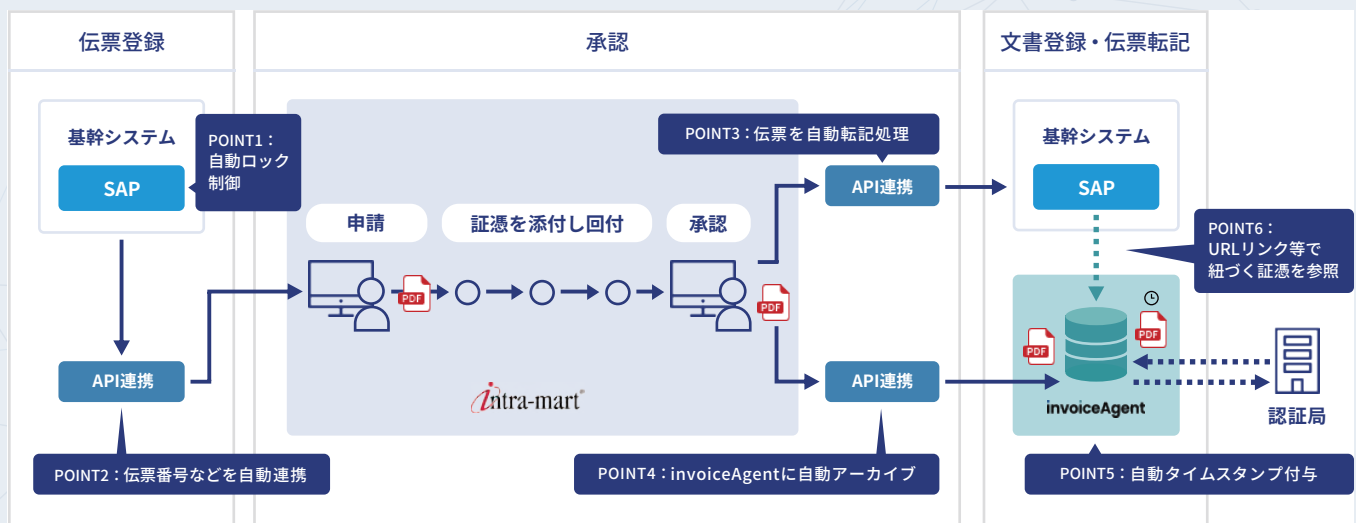 伝票登録
承認
文書登録・伝票転記
基幹システム
SAP
POINT1：
自動ロック
制御
API連携
POINT2：伝票番号などを自動連携
申請
証憑を添付し回付
承認
PDF
PDF
intra-mart®
POINT3：伝票を自動転記処理
API連携
API連携
POINT4：invoiceAgentに自動アーカイブ
基幹システム
SAP
POINT6：
URLリンク等で
紐づく証憑を参照
PDF
PDF
invoiceAgent
認証局
POINT5：自動タイムスタンプ付与